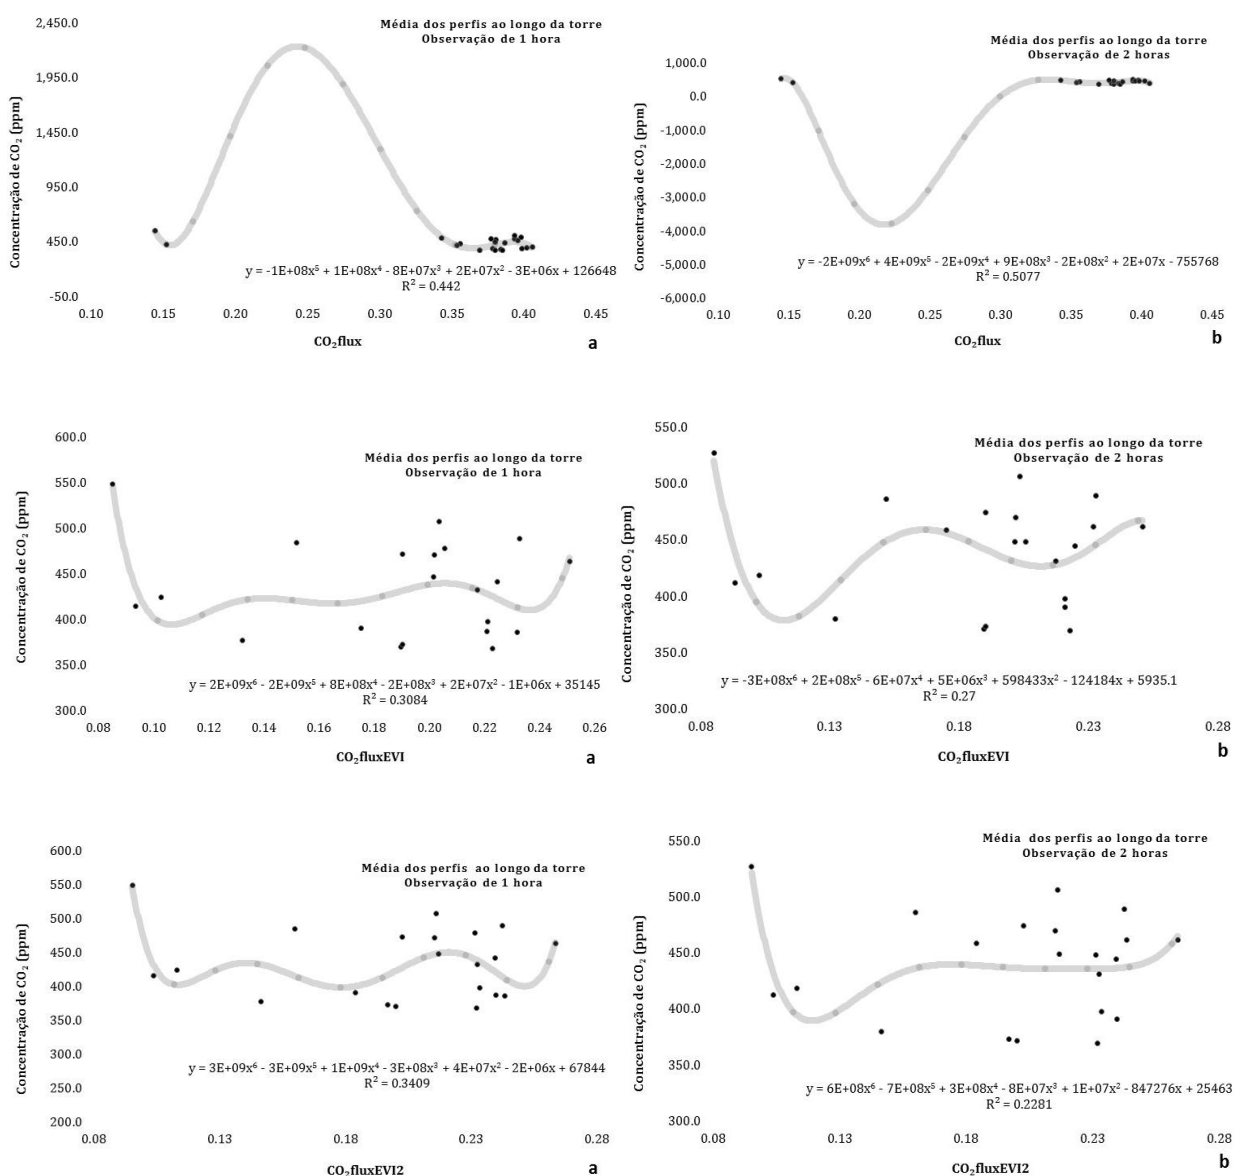 Média dos perfis ao longo da torre
Observação de 1 hora
Concentração de CO₂ (ppm)
2,450.0
1,950.0
1,450.0
950.0
450.0
-50.0
y = -1E+08x⁵ + 1E+08x⁴ - 8E+07x³ + 2E+07x² - 3E+06x + 126648
R² = 0.442
0.10 0.15 0.20 0.25 0.30 0.35 0.40 0.45
CO₂flux
a
Média dos perfis ao longo da torre
Observação de 2 horas
Concentração de CO₂ (ppm)
1,000.0
0.0
-1,000.0
-2,000.0
-3,000.0
-4,000.0
-5,000.0
-6,000.0
y = -2E+09x⁶ + 4E+09x⁵ - 2E+09x⁴ + 9E+08x³ - 2E+08x² + 2E+07x - 755768
R² = 0.5077
0.10 0.15 0.20 0.25 0.30 0.35 0.40 0.45
CO₂flux
b
Média dos perfis ao longo da torre
Observação de 1 hora
Concentração de CO₂ (ppm)
600.0
550.0
500.0
450.0
400.0
350.0
300.0
y = 2E+09x⁶ - 2E+09x⁵ + 8E+08x⁴ - 2E+08x³ + 2E+07x² - 1E+06x + 35145
R² = 0.3084
0.08 0.10 0.12 0.14 0.16 0.18 0.20 0.22 0.24 0.26
CO₂fluxEVI
a
Média dos perfis ao longo da torre
Observação de 2 horas
Concentração de CO₂ (ppm)
550.0
500.0
450.0
400.0
350.0
300.0
y = -3E+08x⁶ + 2E+08x⁵ - 6E+07x⁴ + 5E+06x³ + 598433x² - 124184x + 5935.1
R² = 0.27
0.08 0.13 0.18 0.23 0.28
CO₂fluxEVI
b
Média dos perfis ao longo da torre
Observação de 1 hora
Concentração de CO₂ (ppm)
600.0
550.0
500.0
450.0
400.0
350.0
300.0
250.0
200.0
y = 3E+09x⁶ - 3E+09x⁵ + 1E+09x⁴ - 3E+08x³ + 4E+07x² - 2E+06x + 67844
R² = 0.3409
0.08 0.13 0.18 0.23 0.28
CO₂fluxEVI2
a
Média dos perfis ao longo da torre
Observação de 2 horas
Concentração de CO₂ (ppm)
550.0
500.0
450.0
400.0
350.0
300.0
y = 6E+08x⁶ - 7E+08x⁵ + 3E+08x⁴ - 8E+07x³ + 1E+07x² - 847276x + 25463
R² = 0.2281
0.08 0.13 0.18 0.23 0.28
CO₂fluxEVI2
b